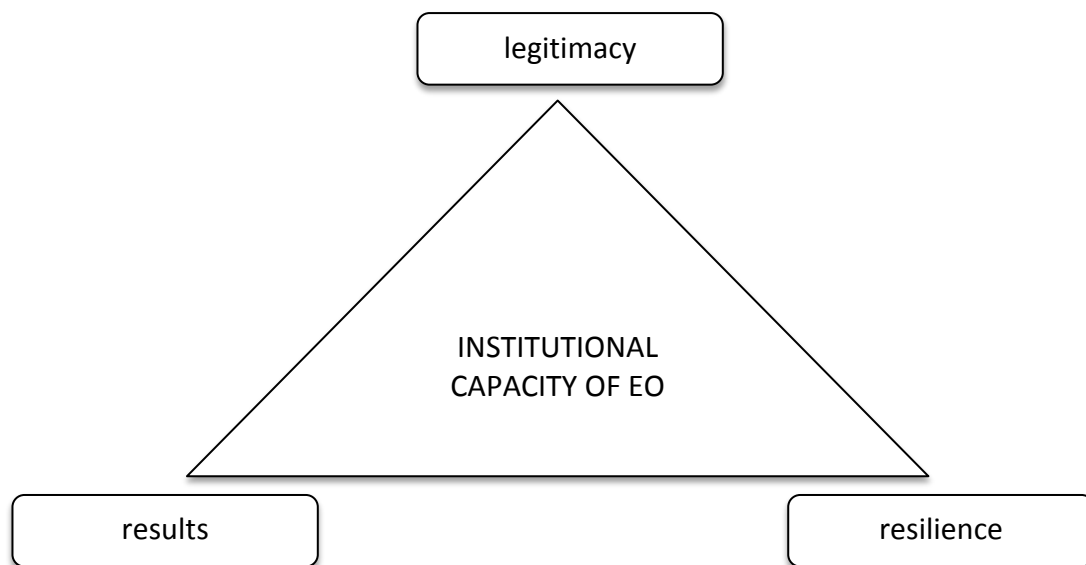 legitimacy
INSTITUTIONAL
CAPACITY OF EO
results
resilience